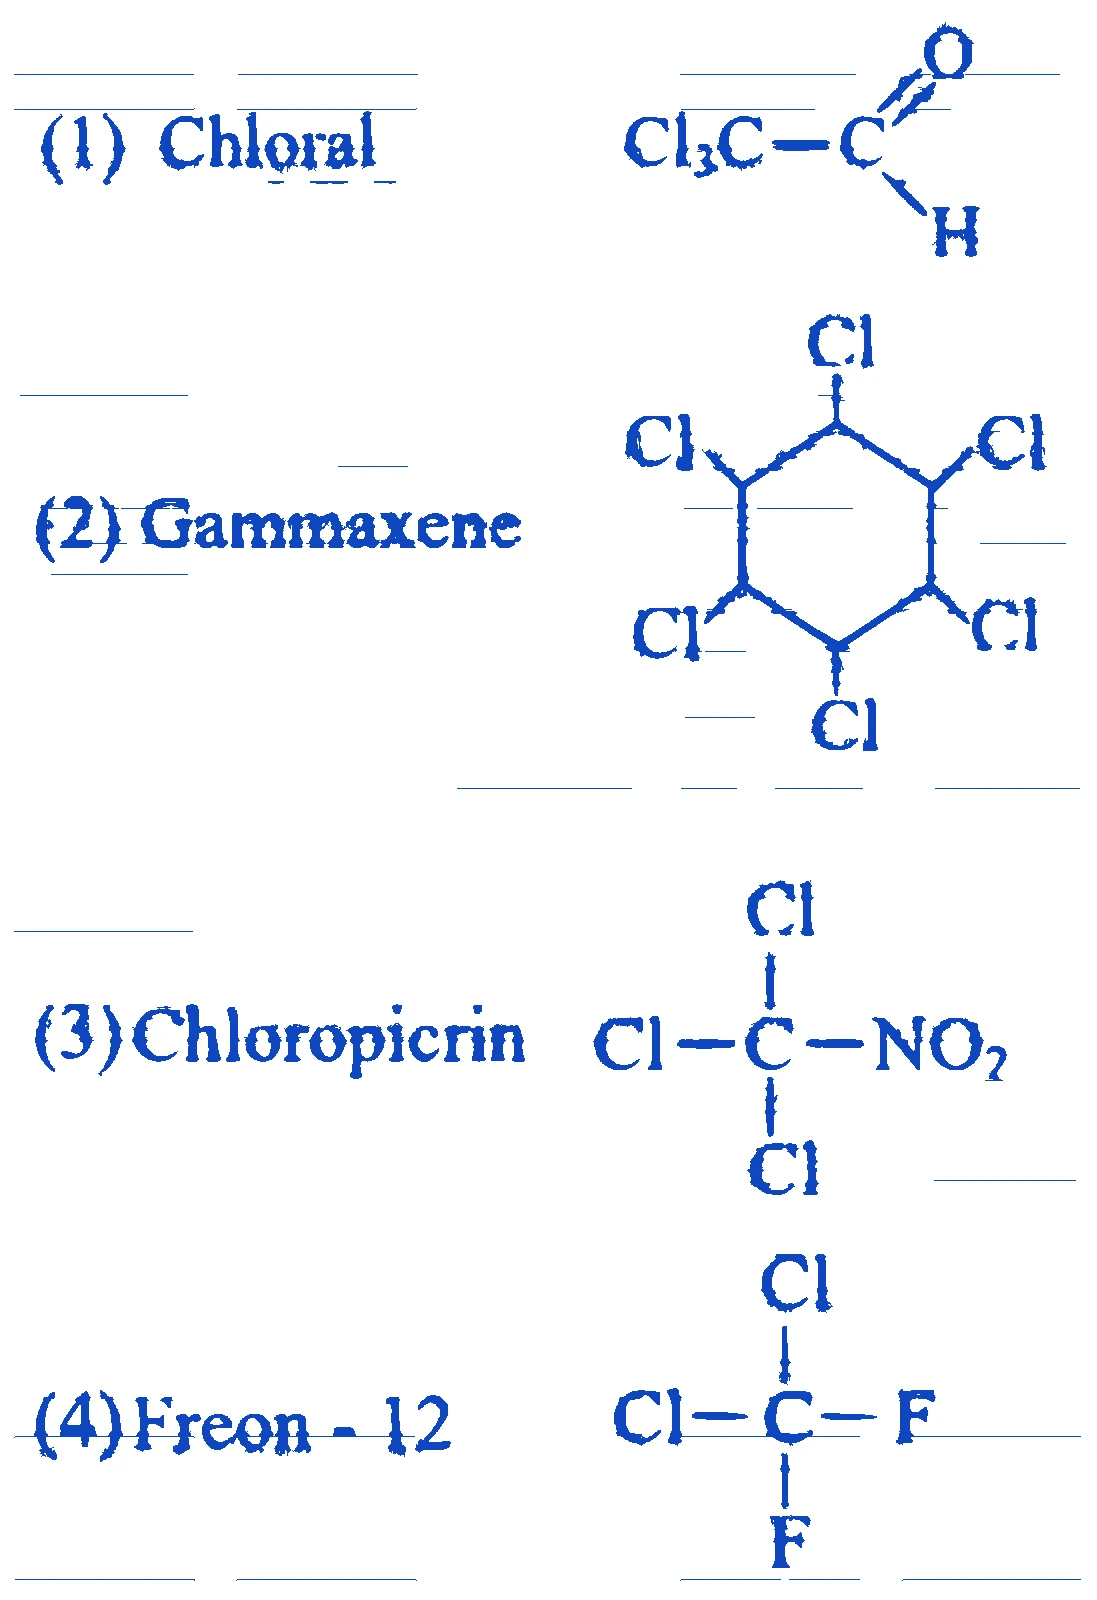 O
(1) Chloral Cl₃C – C
H
Cl
Cl Cl
(2) Gammaxene
Cl Cl
Cl
Cl
(3) Chloropicrin Cl – C – NO₂
Cl
Cl
(4) Freon - 12 Cl – C – F
F